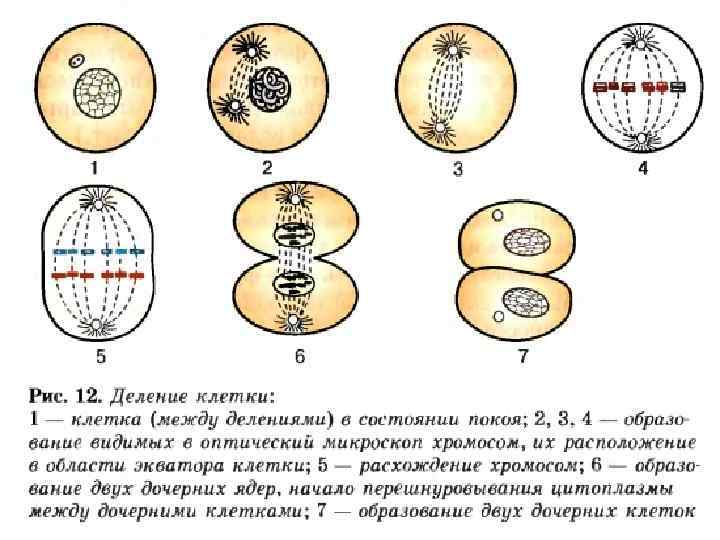 1 2 3 4
5 6 7
Рис. 12. Деление клетки:
1 — клетка (между делениями) в состоянии покоя; 2, 3, 4 — образо-
вание видимых в оптический микроскоп хромосом, их расположение
в области экватора клетки; 5 — расхождение хромосом; 6 — образо-
вание двух дочерних ядер, начало перешнуровывания цитоплазмы
между дочерними клетками; 7 — образование двух дочерних клеток